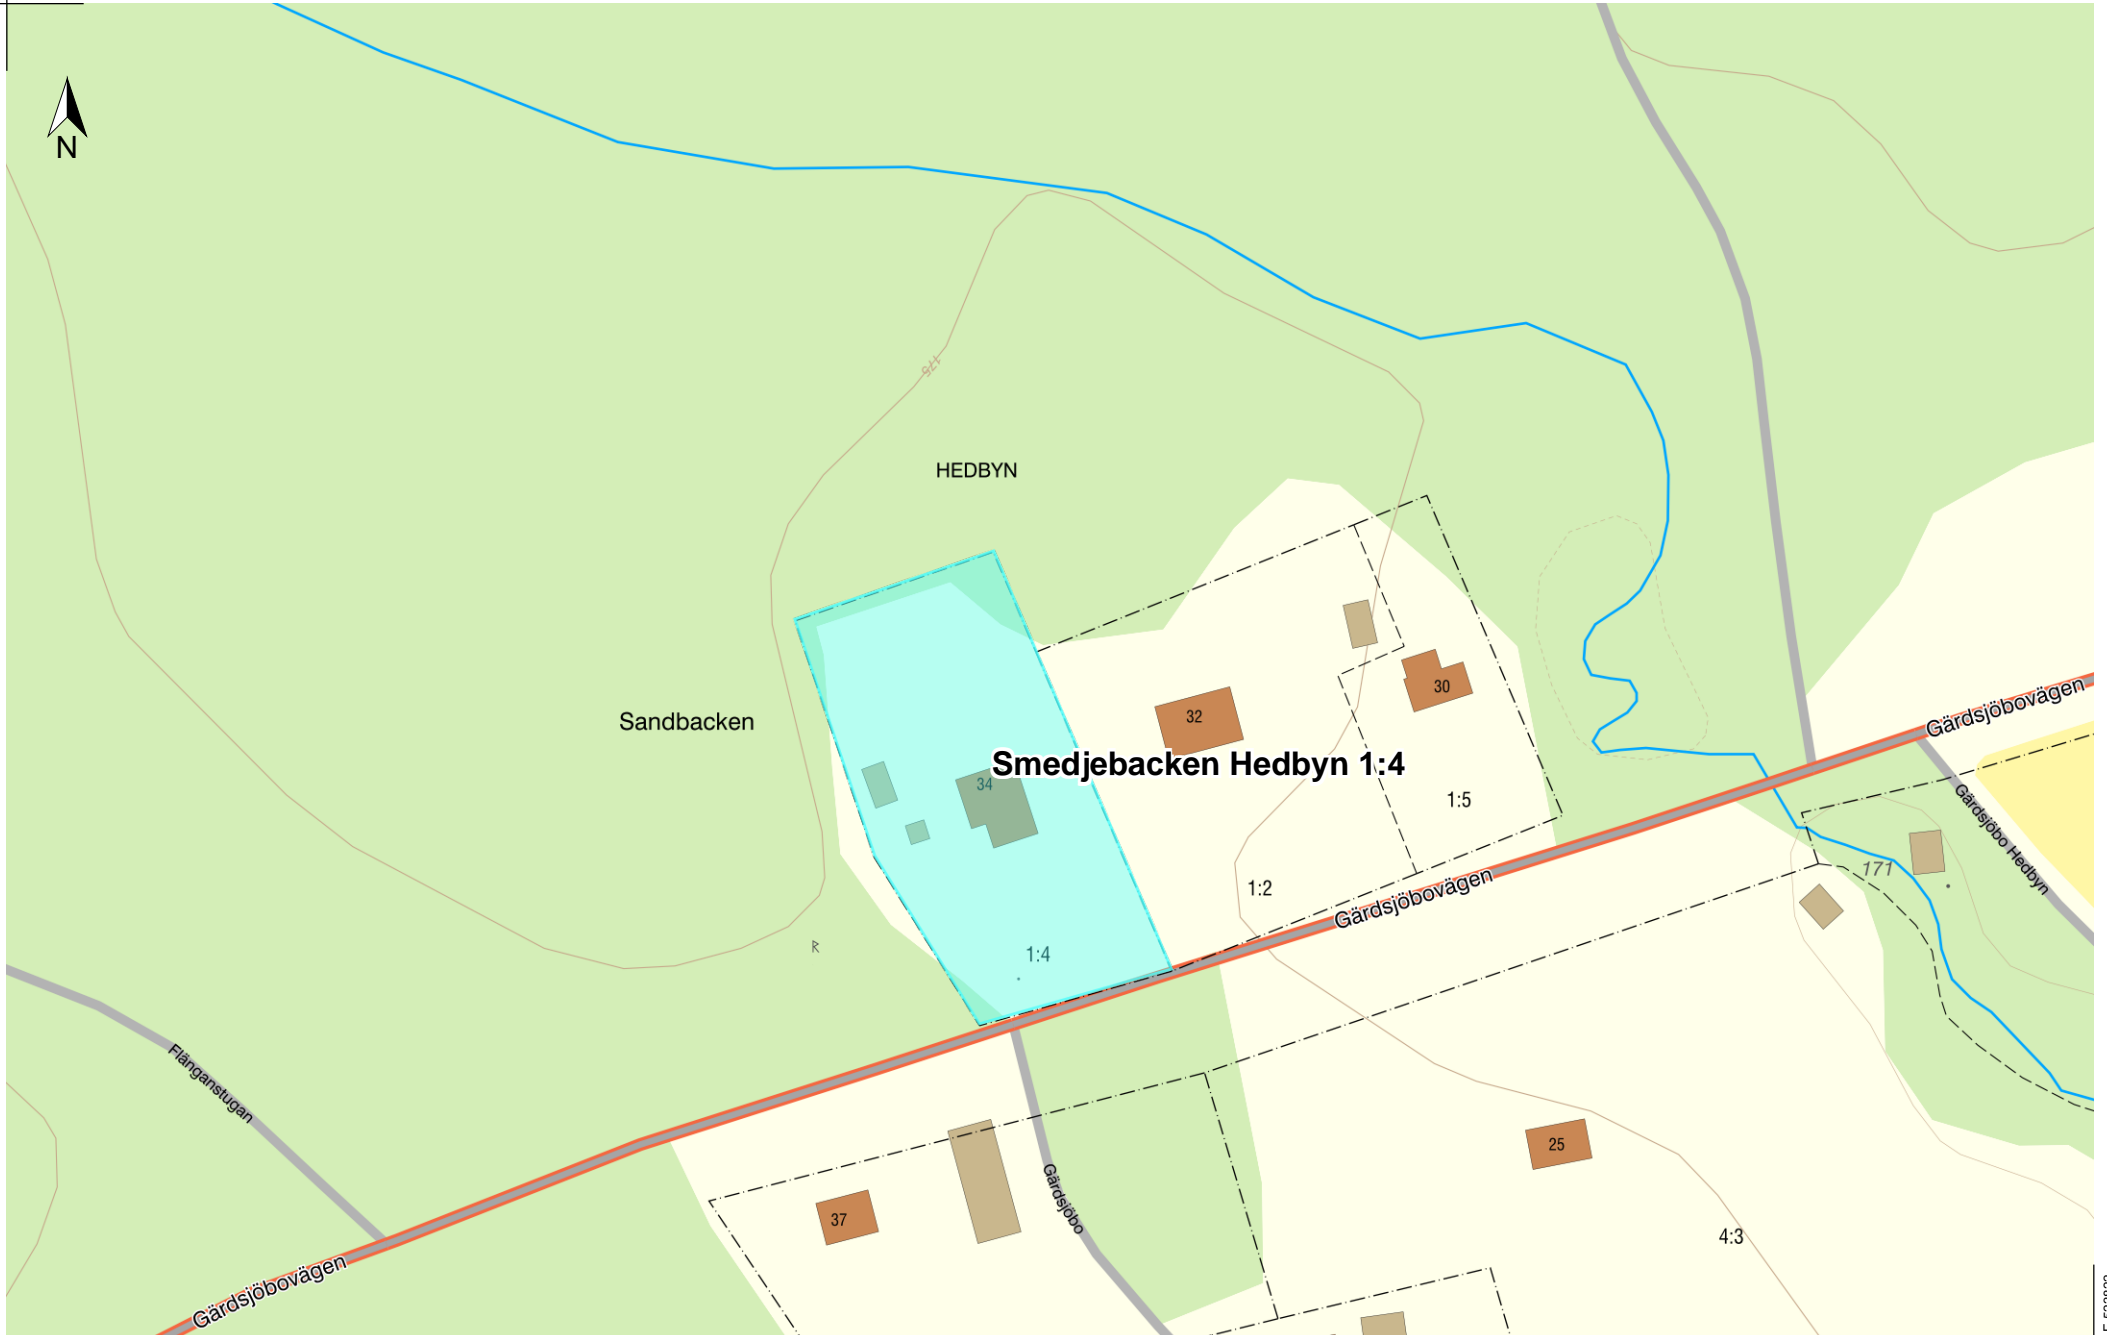 N
176
HEDBYN
Sandbacken
30
32
Gärdsjöbovägen
Smedjebacken Hedbyn 1:4
34
1:5
Gärdsjöbo Hedbyn
171
1:2
Gärdsjöbovägen
ᚱ
1:4
Flänganstugan
25
Gärdsjöbo
37
4:3
Gärdsjöbovägen